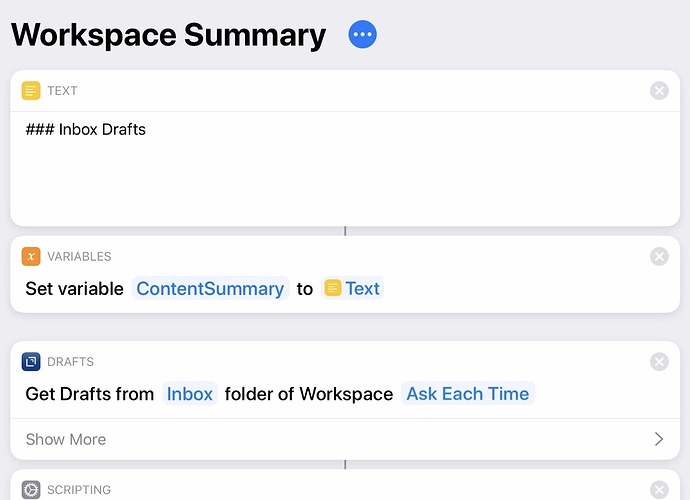 Workspace Summary
TEXT
### Inbox Drafts
VARIABLES
Set variable ContentSummary to Text
DRAFTS
Get Drafts from Inbox folder of Workspace Ask Each Time
Show More
SCRIPTING